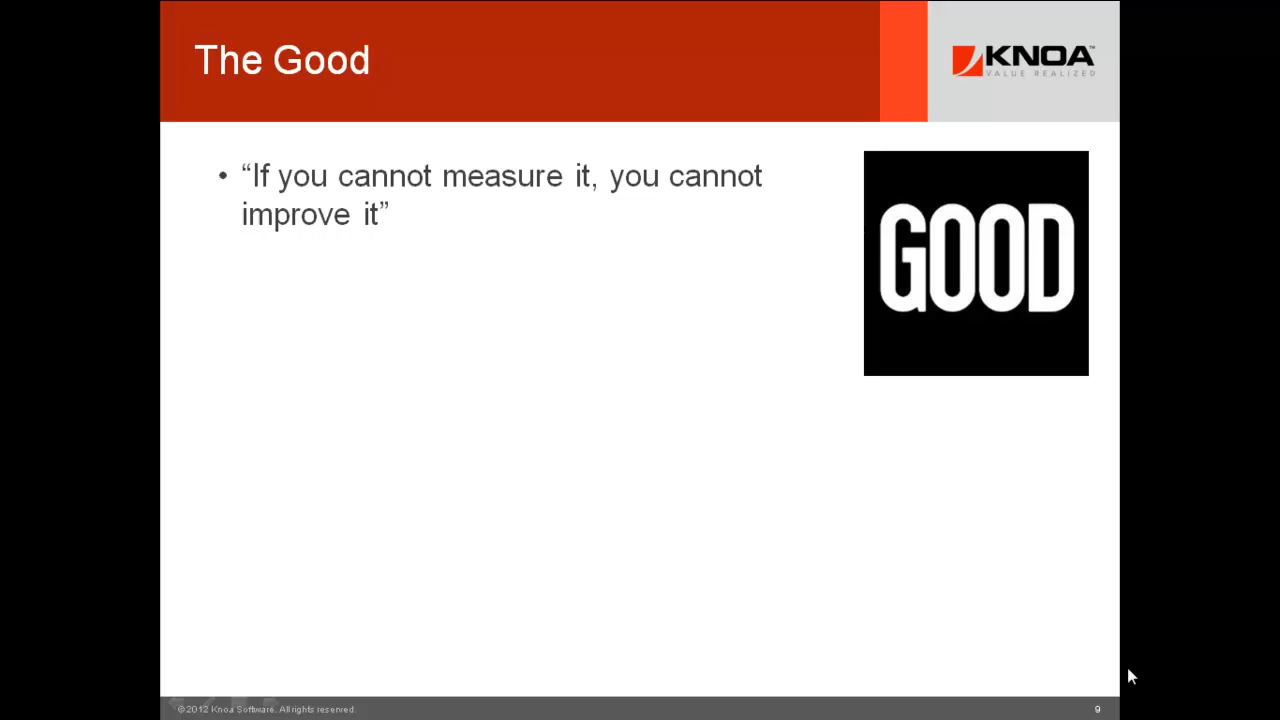 The Good
KNOA™
VALUE REALIZED
• “If you cannot measure it, you cannot
improve it”
GOOD
©2012 Knoa Software. All rights reserved.
9